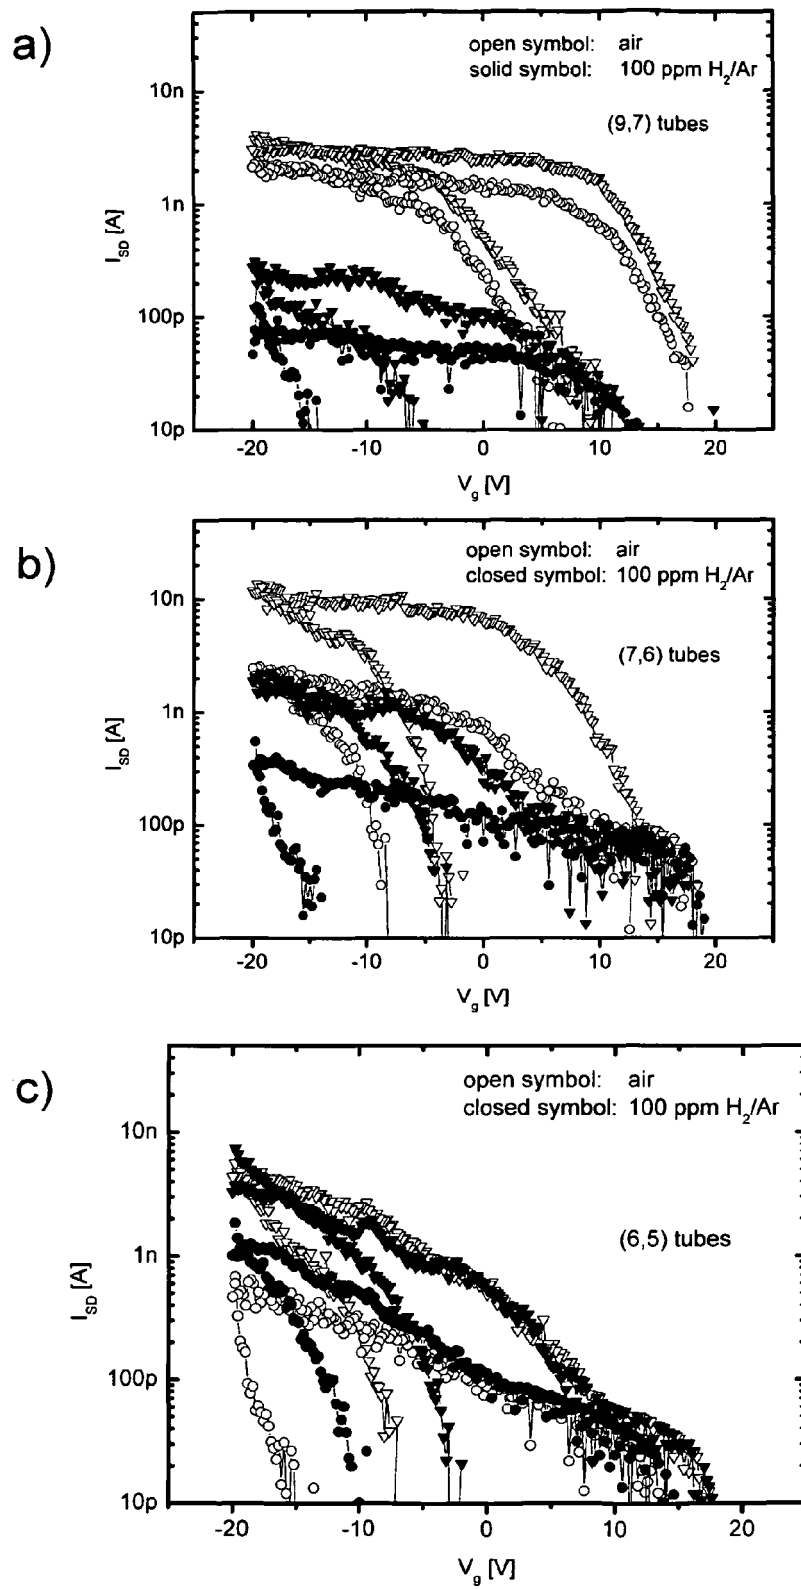 a)
open symbol: air
solid symbol: 100 ppm H2/Ar
(9,7) tubes
10n
1n
100p
10p
ISD [A]
-20 -10 0 10 20
Vg [V]
b)
open symbol: air
closed symbol: 100 ppm H2/Ar
(7,6) tubes
10n
1n
100p
10p
ISD [A]
-20 -10 0 10 20
Vg [V]
c)
open symbol: air
closed symbol: 100 ppm H2/Ar
(6,5) tubes
10n
1n
100p
10p
ISD [A]
-20 -10 0 10 20
Vg [V]